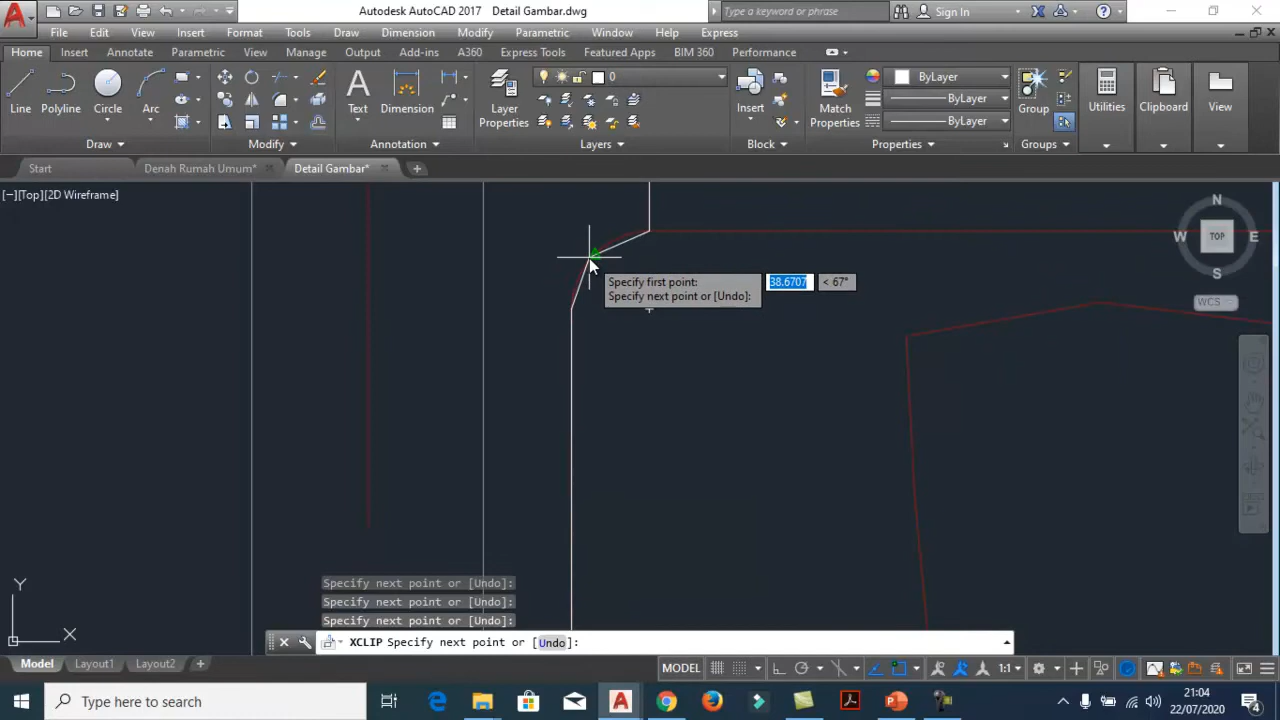 Autodesk AutoCAD 2017 Detail Gambar.dwg
Type a keyword or phrase
Sign In
File Edit View Insert Format Tools Draw Dimension Modify Parametric Window Help Express
Home Insert Annotate Parametric View Manage Output Add-ins A360 Express Tools Featured Apps BIM 360 Performance
Line Polyline Circle Arc
Text Dimension
Layer
Properties
0
Insert
Match
Properties
ByLayer
ByLayer
ByLayer
Group
Utilities Clipboard View
Draw Modify Annotation Layers Block Properties Groups
Start Denah Rumah Umum* Detail Gambar*
[−][Top][2D Wireframe]
N
W TOP E
S
WCS
Specify first point:
Specify next point or [Undo]:
38.6707 < 67°
Y
X
Specify next point or [Undo]:
Specify next point or [Undo]:
Specify next point or [Undo]:
XCLIP Specify next point or [Undo]:
Model Layout1 Layout2
MODEL
1:1
Type here to search
21:04
22/07/2020
4